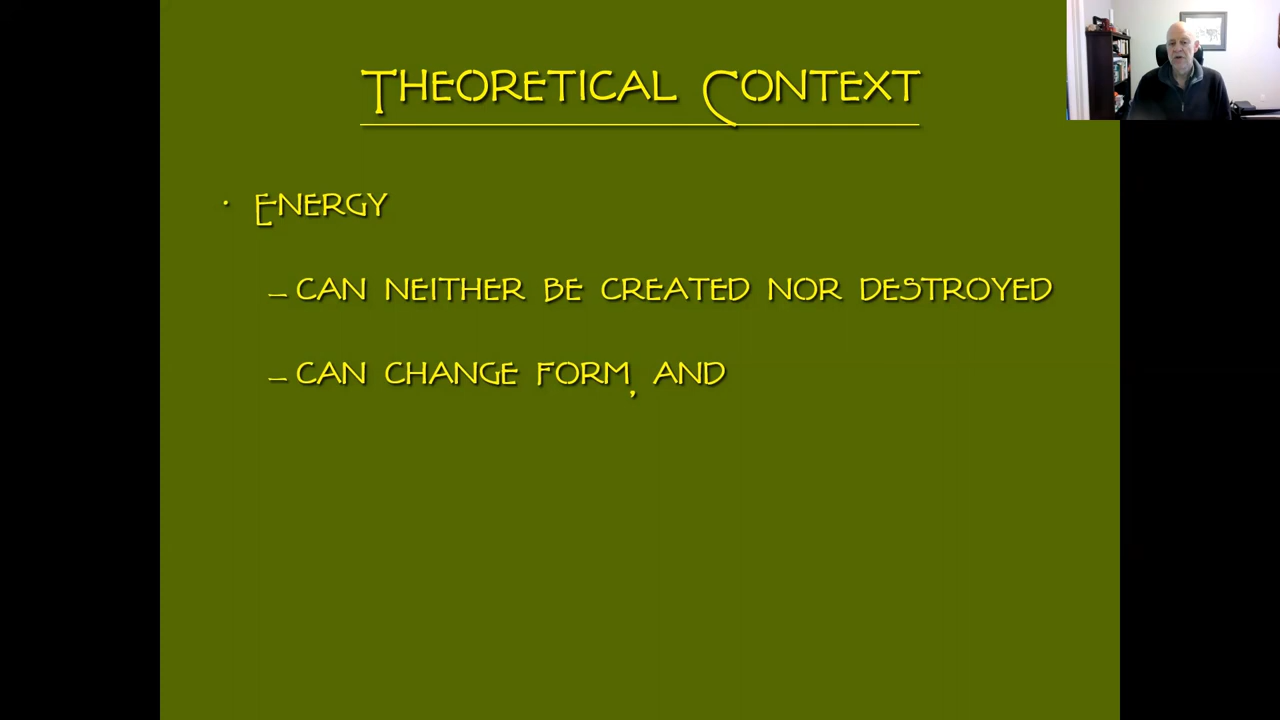 Theoretical Context
• Energy
– can neither be created nor destroyed
– can change form, and